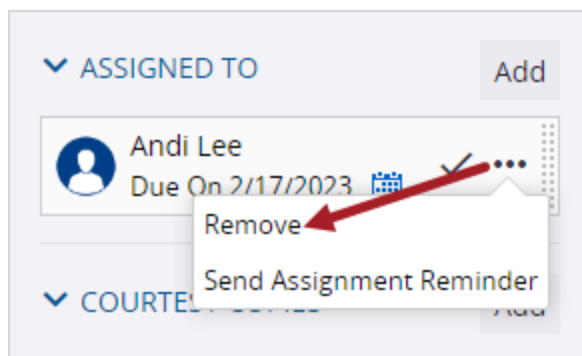 ASSIGNED TO
Add
Andi Lee
Due On 2/17/2023
Remove
Send Assignment Reminder